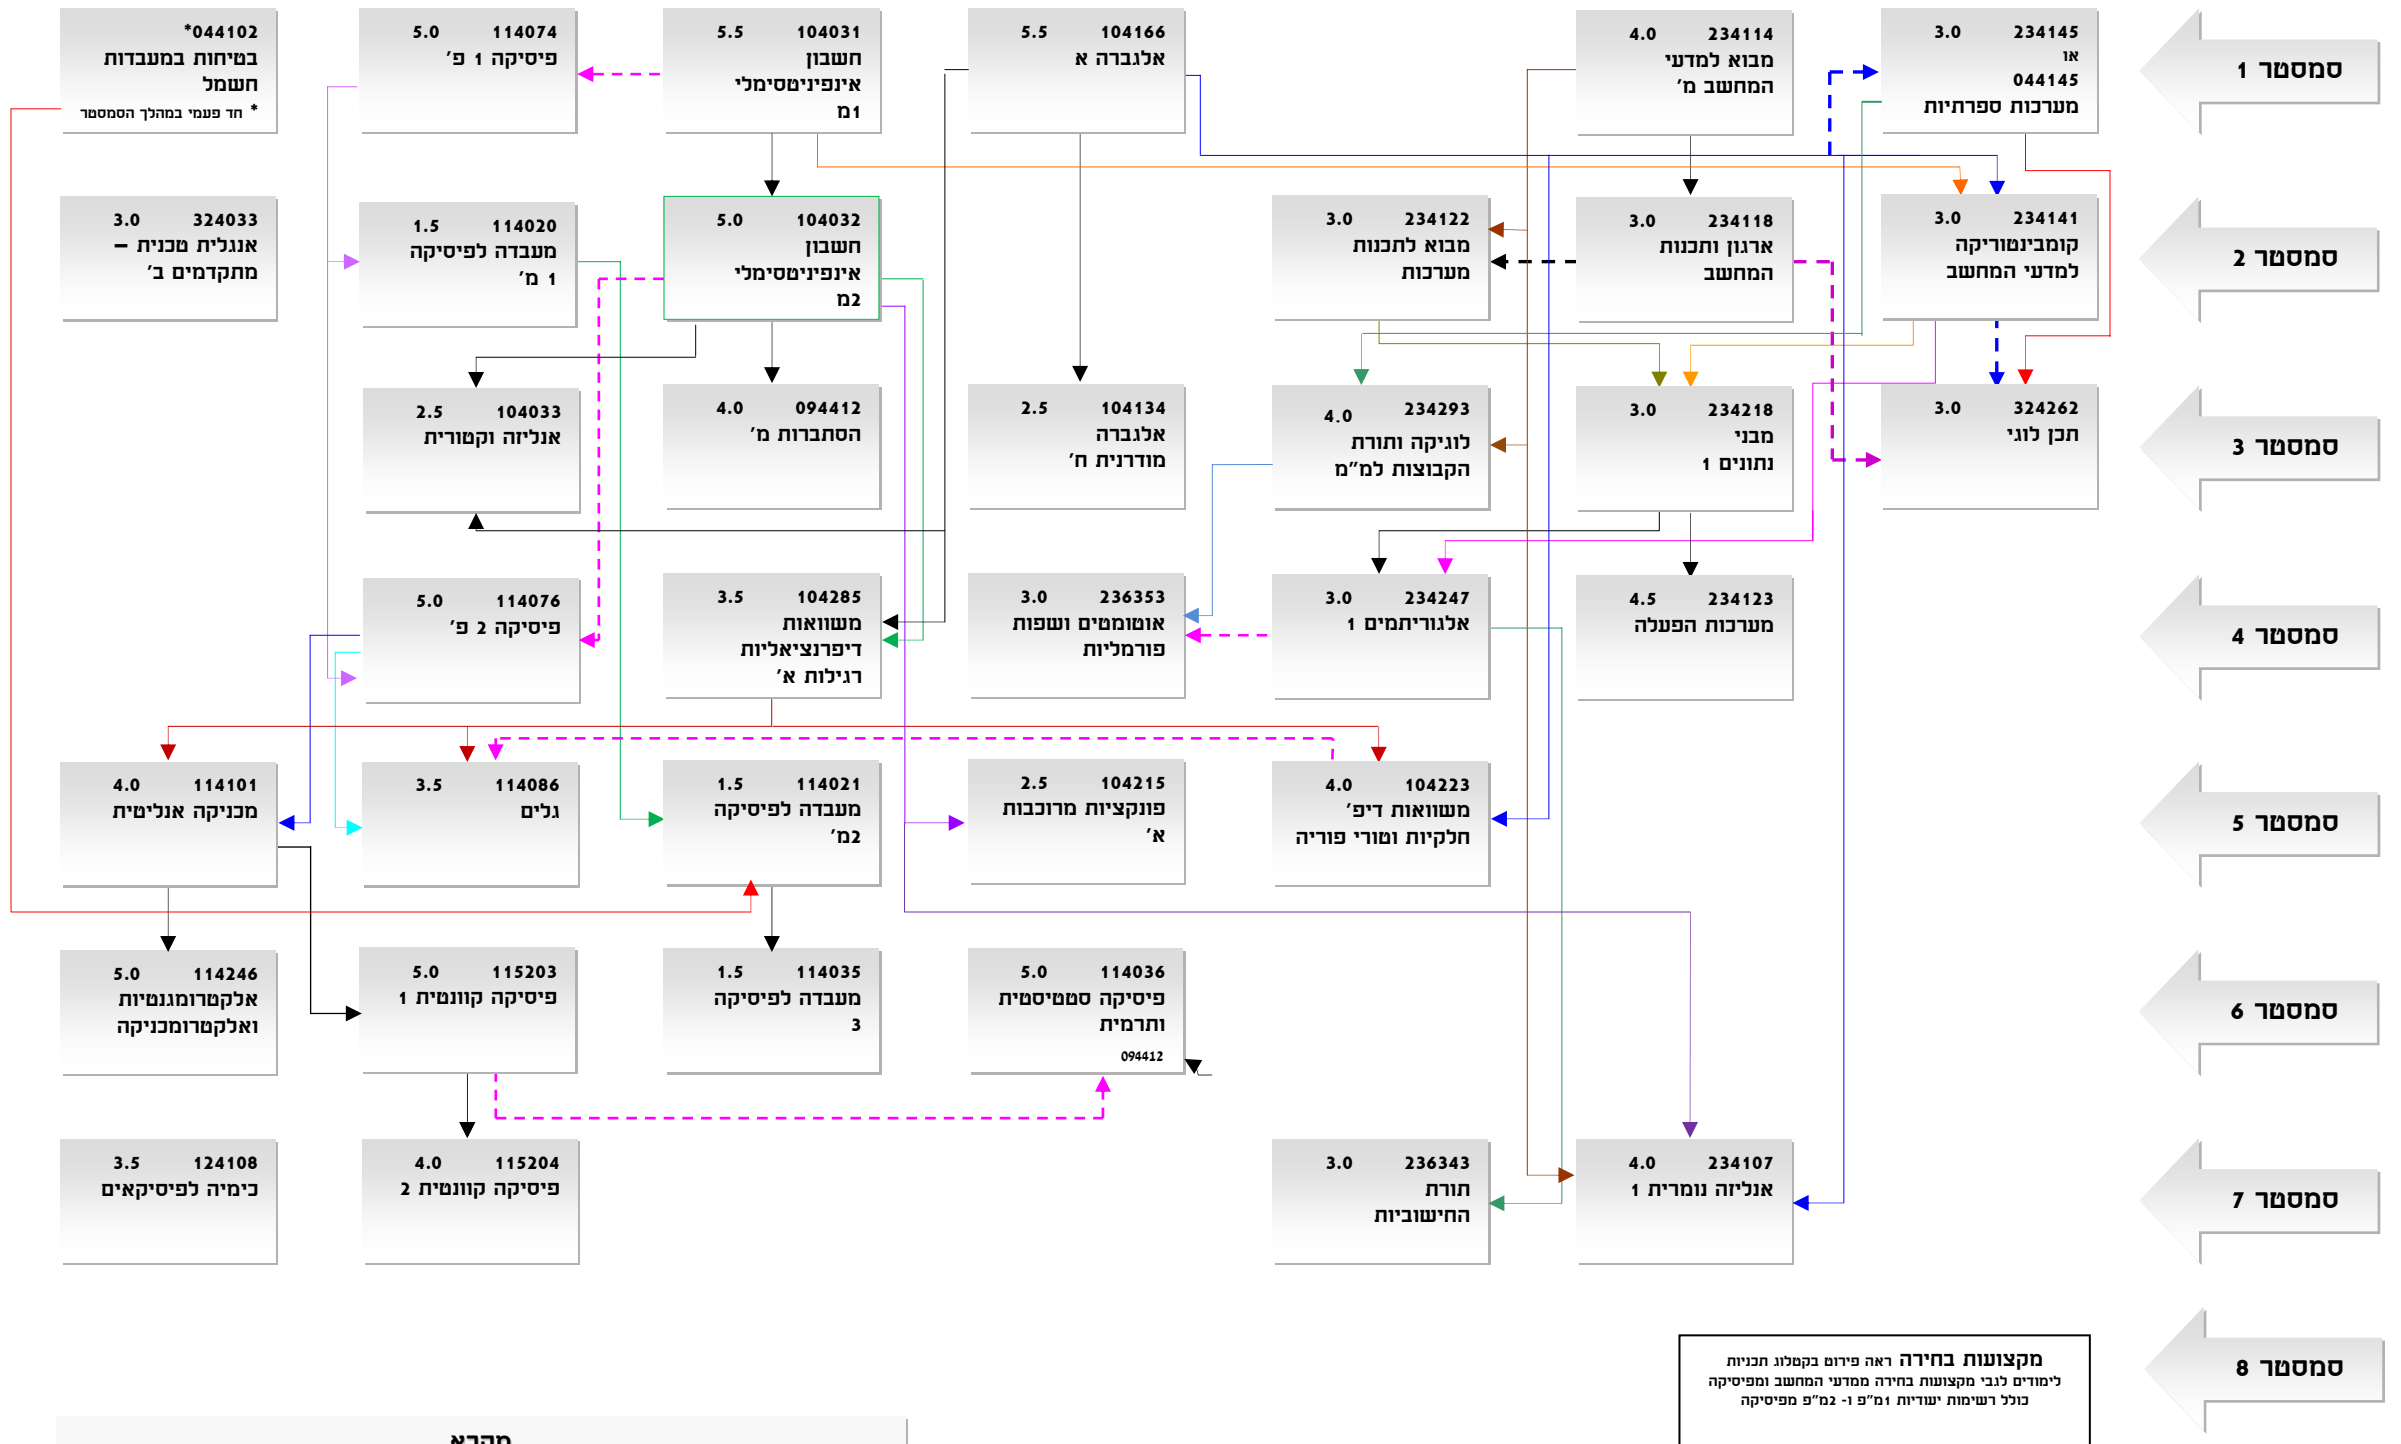 סמסטר 1
234145 3.0
או
044145
מערכות ספרתיות
234114 4.0
מבוא למדעי
המחשב מ'
104166 5.5
אלגברה א
104031 5.5
חשבון
אינפיניטסימלי
1מ
114074 5.0
פיסיקה 1 פ'
044102*
בטיחות במעבדות
חשמל
* חד פעמי במהלך הסמסטר
סמסטר 2
234141 3.0
קומבינטוריקה
למדעי המחשב
234118 3.0
ארגון ותכנות
המחשב
234122 3.0
מבוא לתכנות
מערכות
104032 5.0
חשבון
אינפיניטסימלי
2מ
114020 1.5
מעבדה לפיסיקה
1 מ'
324033 3.0
אנגלית טכנית –
מתקדמים ב'
סמסטר 3
324262 3.0
תכן לוגי
234218 3.0
מבני
נתונים 1
234293 4.0
לוגיקה ותורת
הקבוצות למ"מ
104134 2.5
אלגברה
מודרנית ח'
094412 4.0
הסתברות מ'
104033 2.5
אנליזה וקטורית
סמסטר 4
234123 4.5
מערכות הפעלה
234247 3.0
אלגוריתמים 1
236353 3.0
אוטומטים ושפות
פורמליות
104285 3.5
משוואות
דיפרנציאליות
רגילות א'
114076 5.0
פיסיקה 2 פ'
סמסטר 5
104223 4.0
משוואות דיפ'
חלקיות וטורי פוריה
104215 2.5
פונקציות מרוכבות
א'
114021 1.5
מעבדה לפיסיקה
2מ'
114086 3.5
גלים
114101 4.0
מכניקה אנליטית
סמסטר 6
114036 5.0
פיסיקה סטטיסטית
ותרמית
094412
114035 1.5
מעבדה לפיסיקה
3
115203 5.0
פיסיקה קוונטית 1
114246 5.0
אלקטרומגנטיות
ואלקטרומכניקה
סמסטר 7
234107 4.0
אנליזה נומרית 1
236343 3.0
תורת
החישוביות
115204 4.0
פיסיקה קוונטית 2
124108 3.5
כימיה לפיסיקאים
סמסטר 8
מקצועות בחירה ראה פירוט בקטלוג תכניות
לימודים לגבי מקצועות בחירה ממדעי המחשב ומפיסיקה
כולל רשימות יעודיות 1מ"פ ו- 2מ"פ מפיסיקה
מקרא